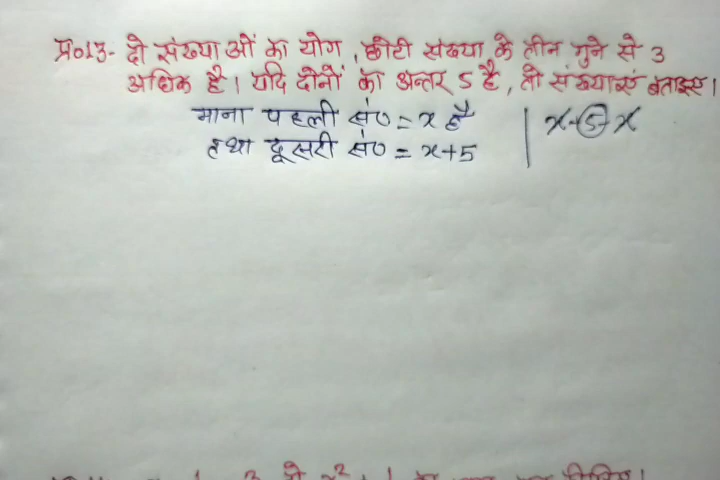 प्र०13- दो संख्याओं का योग, छोटी संख्या के तीन गुने से 3
अधिक है। यदि दोनों का अन्तर 5 है, तो संख्याएं बताइए।
माना पहली सं० = x है | x+5-x
तथा दूसरी सं० = x+5